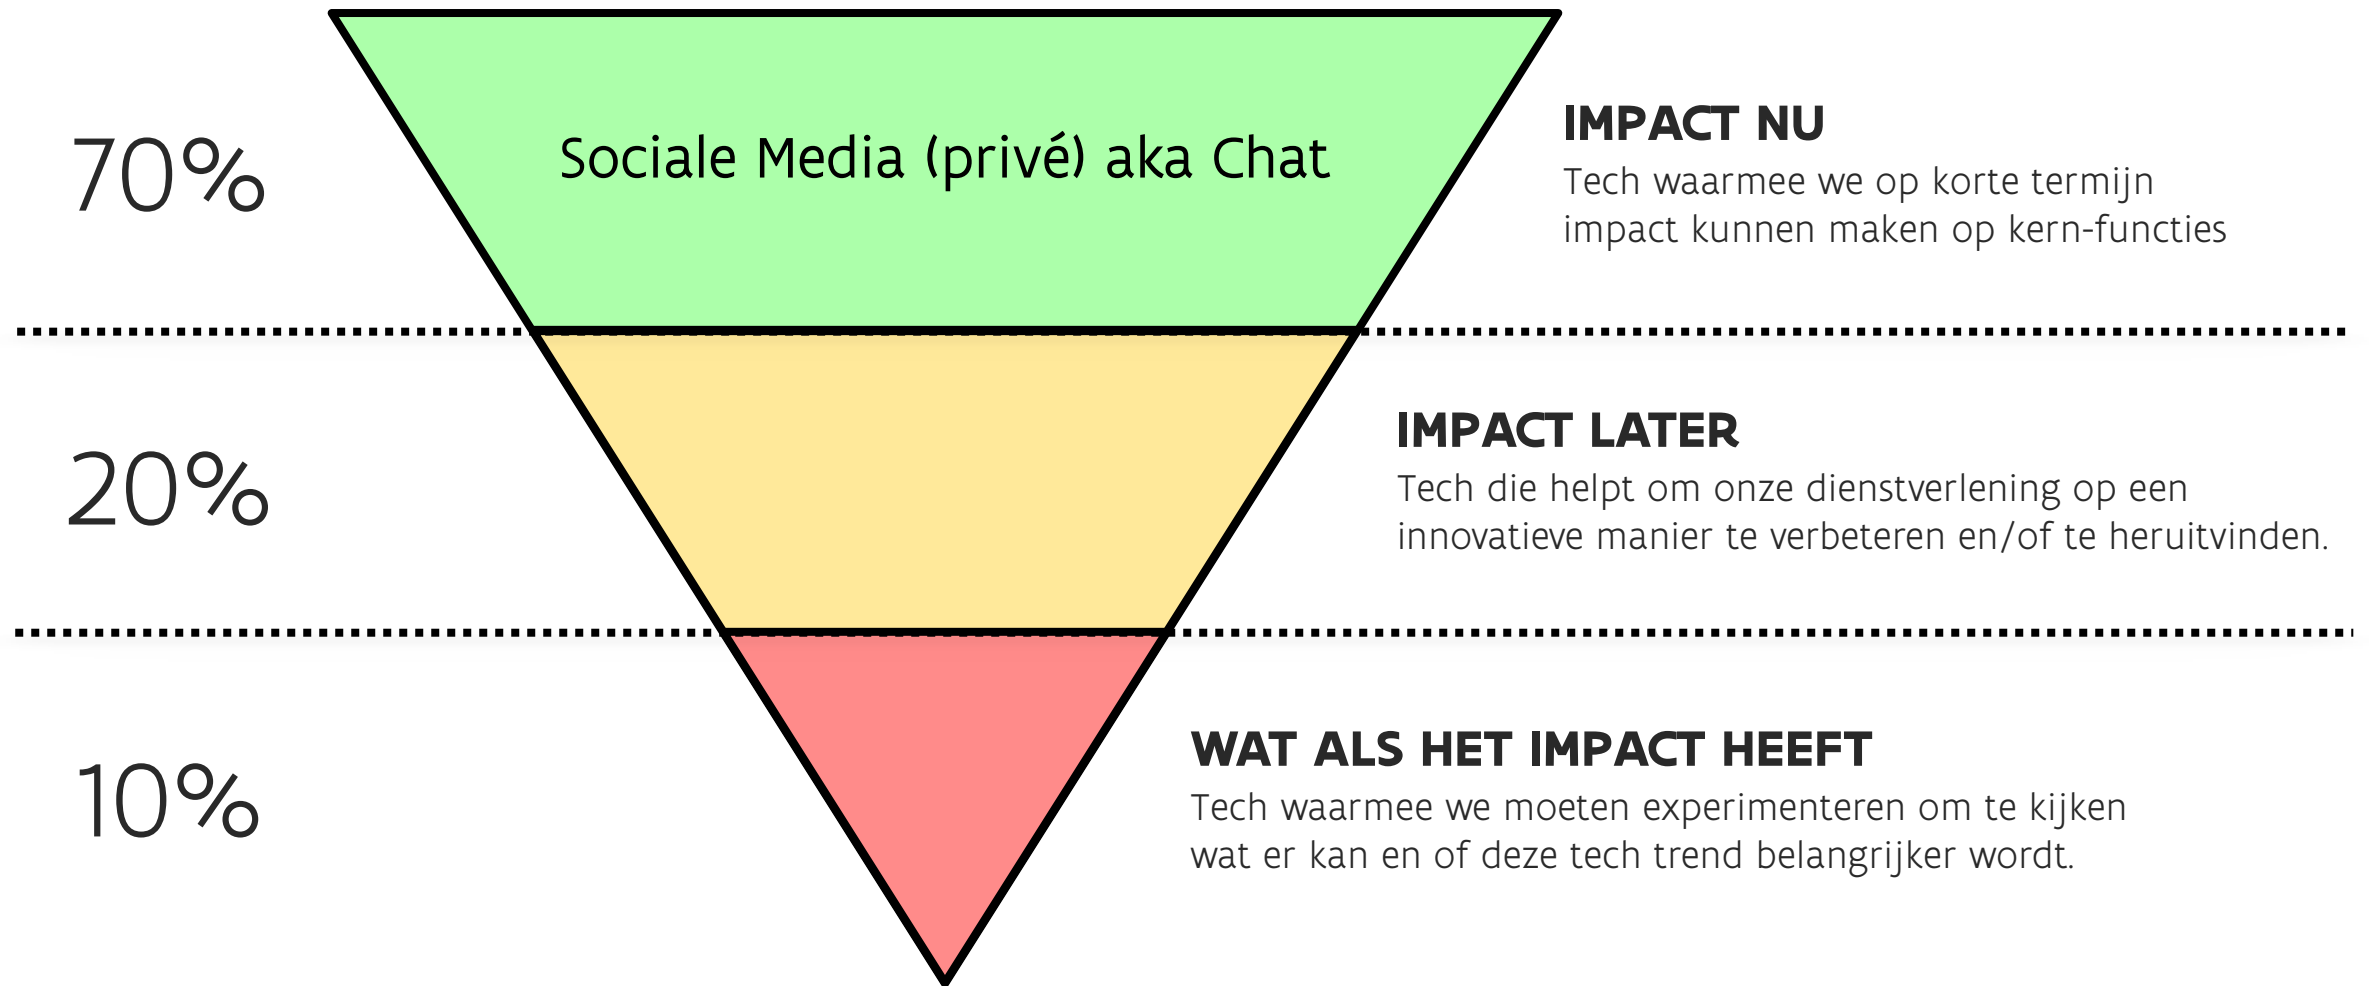 70%
Sociale Media (privé) aka Chat
IMPACT NU
Tech waarmee we op korte termijn
impact kunnen maken op kern-functies
20%
IMPACT LATER
Tech die helpt om onze dienstverlening op een
innovatieve manier te verbeteren en/of te heruitvinden.
10%
WAT ALS HET IMPACT HEEFT
Tech waarmee we moeten experimenteren om te kijken
wat er kan en of deze tech trend belangrijker wordt.